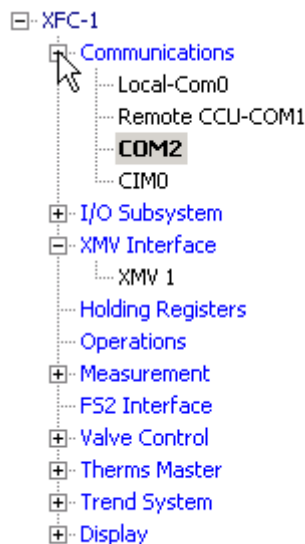 XFC-1
Communications
Local-Com0
Remote CCU-COM1
COM2
CIM0
I/O Subsystem
XMV Interface
XMV 1
Holding Registers
Operations
Measurement
FS2 Interface
Valve Control
Therms Master
Trend System
Display